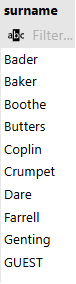 surname
abc Filter...
Bader
Baker
Boothe
Butters
Coplin
Crumpet
Dare
Farrell
Genting
GUEST